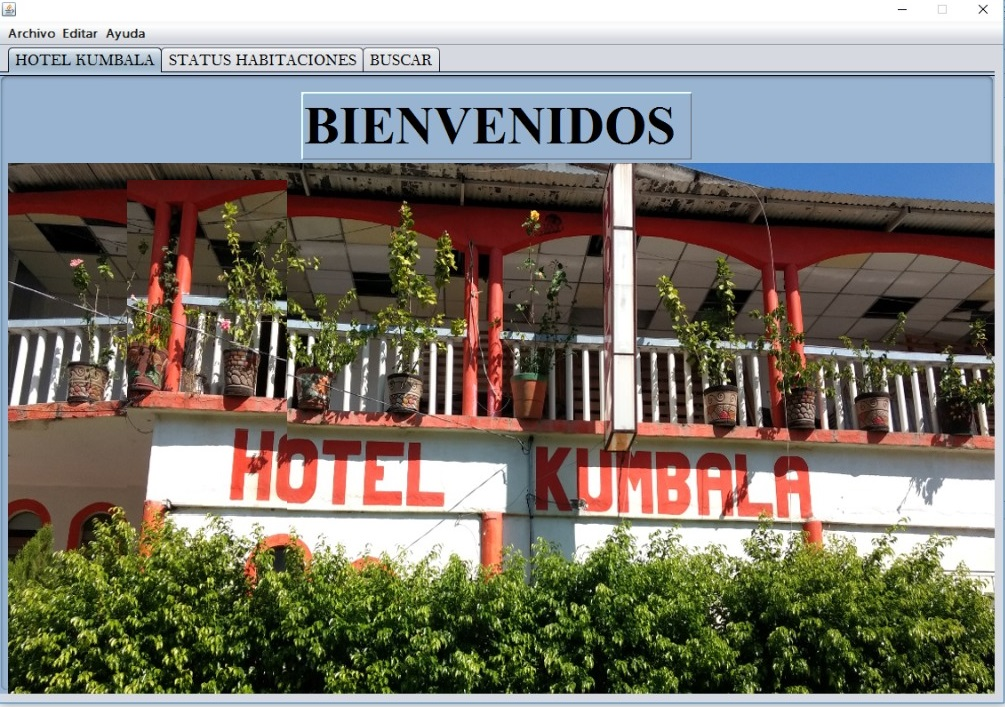 Archivo Editar Ayuda
HOTEL KUMBALA STATUS HABITACIONES BUSCAR
BIENVENIDOS
HOTEL KUMBALA